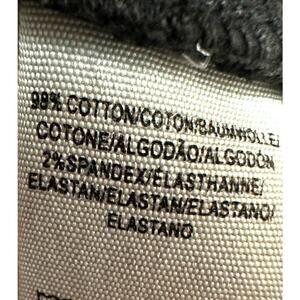 98% COTTON/COTON/BAUMWOLLE/
COTONE/ALGODÃO/ALGODÓN
2%SPANDEX/ELASTHANNE/
ELASTAN/ELASTAN/ELASTANO/
ELASTANO